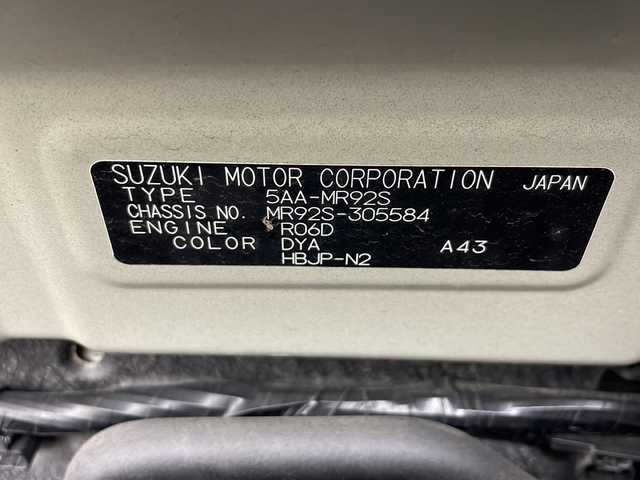 SUZUKI MOTOR CORPORATION JAPAN
TYPE 5AA-MR92S
CHASSIS NO. MR92S-305584
ENGINE R06D
COLOR DYA A43
HBJP-N2